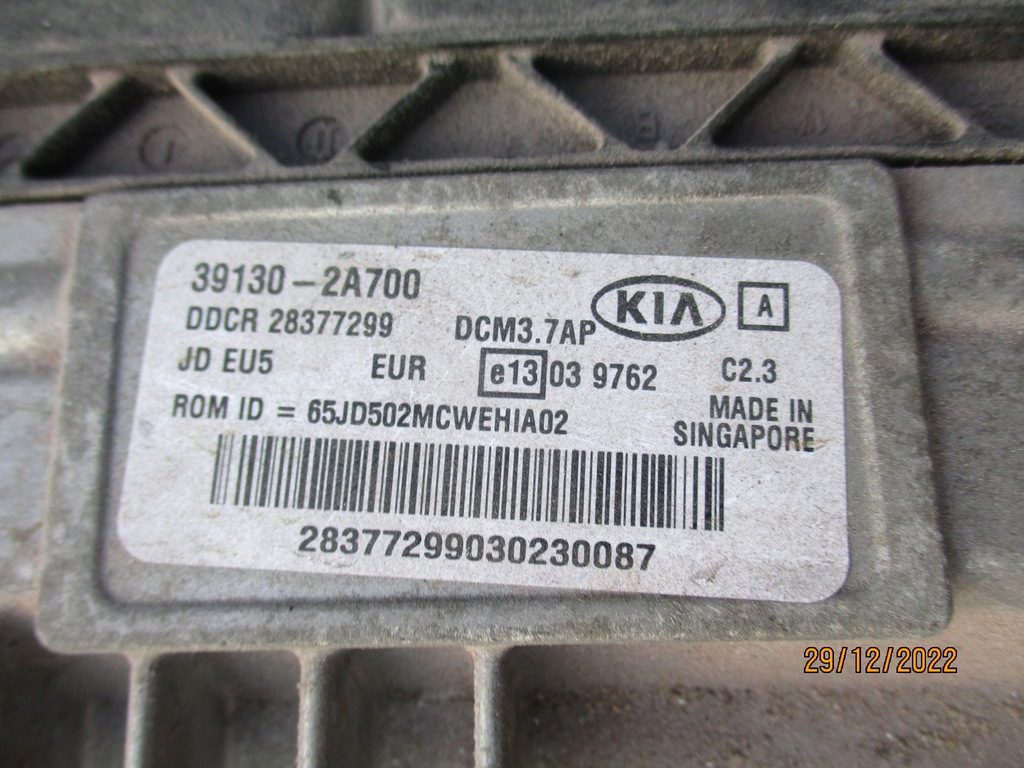 39130-2A700
KIA A
DDCR 28377299 DCM3.7AP
JD EU5 EUR e13 03 9762 C2.3
ROM ID = 65JD502MCWEHIA02
MADE IN
SINGAPORE
28377299030230087
29/12/2022